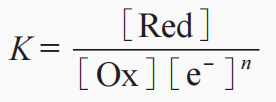 K = [ Red ] / [ Ox ] [ e⁻ ]ⁿ